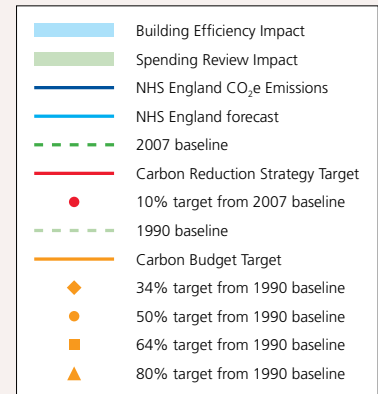 Building Efficiency Impact
Spending Review Impact
NHS England CO₂e Emissions
NHS England forecast
2007 baseline
Carbon Reduction Strategy Target
10% target from 2007 baseline
1990 baseline
Carbon Budget Target
34% target from 1990 baseline
50% target from 1990 baseline
64% target from 1990 baseline
80% target from 1990 baseline